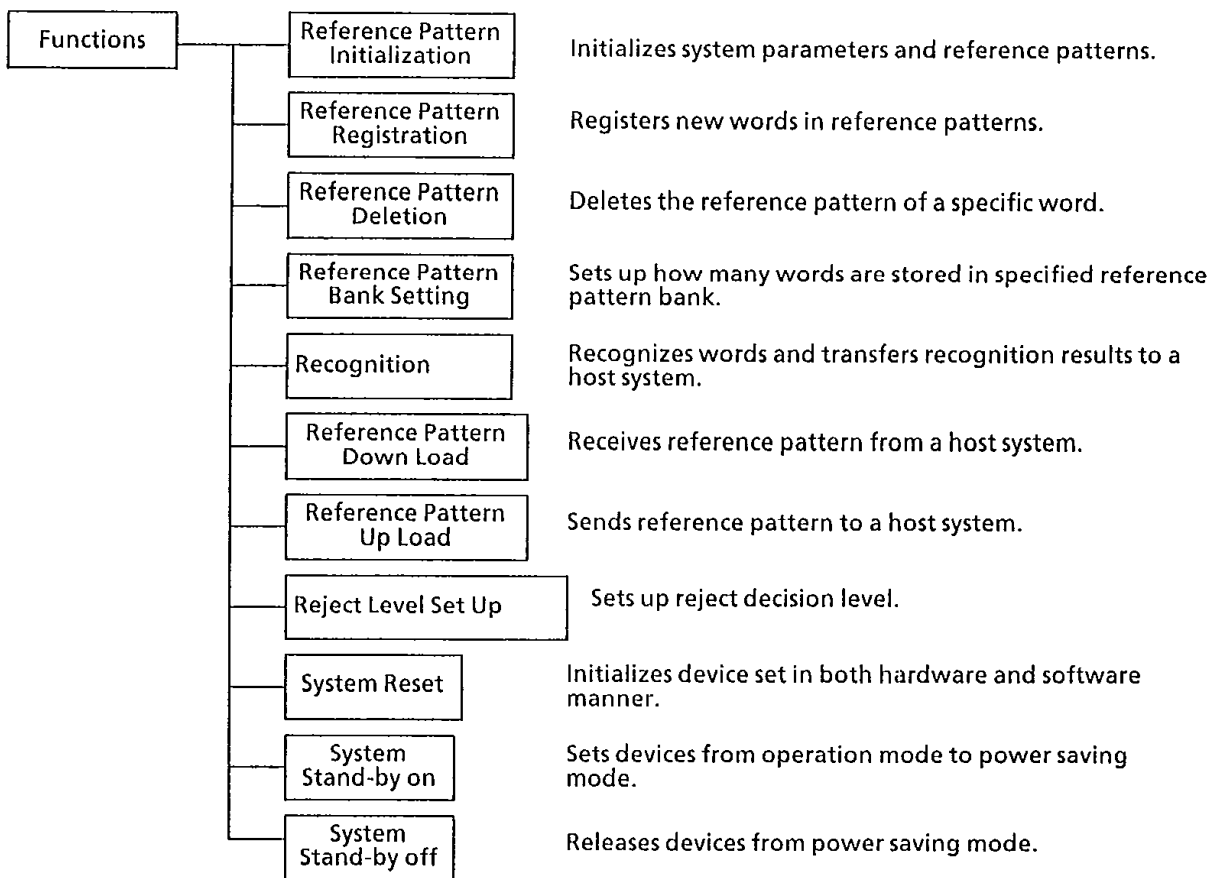 Functions
Reference Pattern
Initialization
Initializes system parameters and reference patterns.
Reference Pattern
Registration
Registers new words in reference patterns.
Reference Pattern
Deletion
Deletes the reference pattern of a specific word.
Reference Pattern
Bank Setting
Sets up how many words are stored in specified reference
pattern bank.
Recognition
Recognizes words and transfers recognition results to a
host system.
Reference Pattern
Down Load
Receives reference pattern from a host system.
Reference Pattern
Up Load
Sends reference pattern to a host system.
Reject Level Set Up
Sets up reject decision level.
System Reset
Initializes device set in both hardware and software
manner.
System
Stand-by on
Sets devices from operation mode to power saving
mode.
System
Stand-by off
Releases devices from power saving mode.